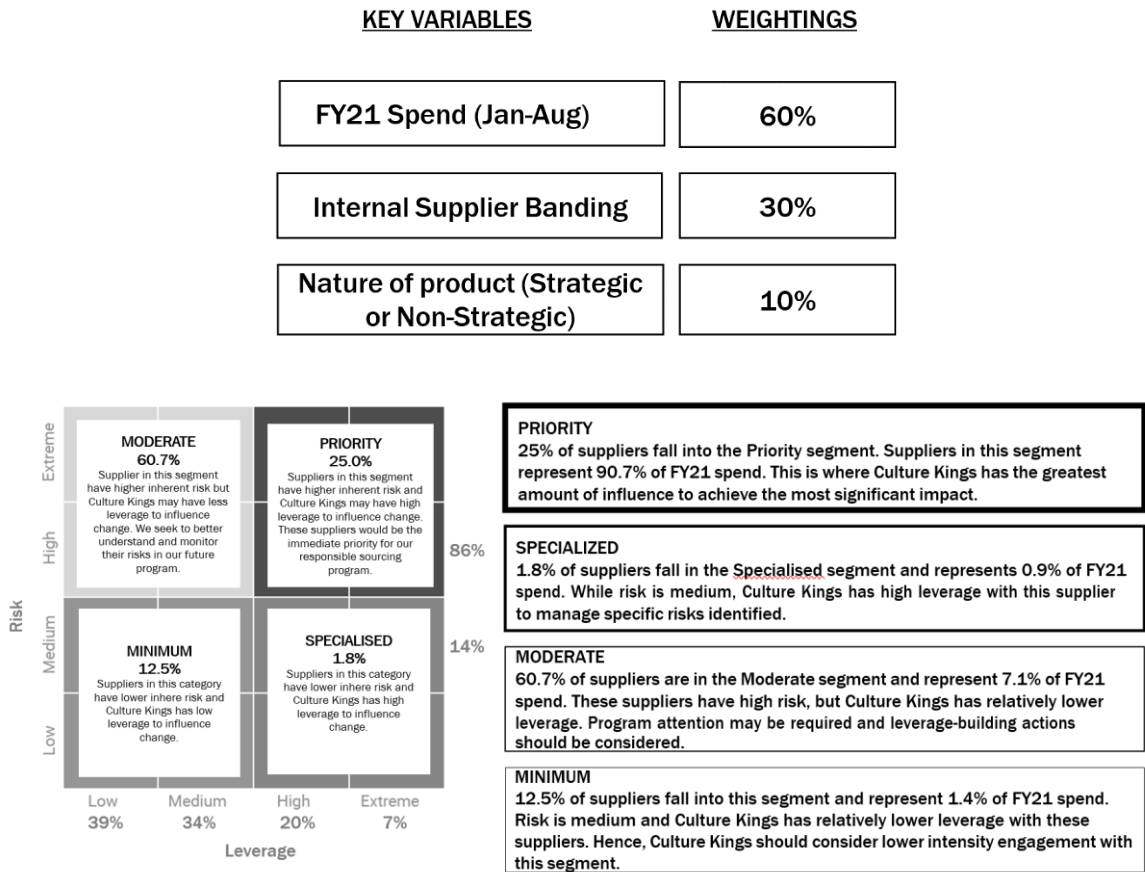 KEY VARIABLES
WEIGHTINGS
FY21 Spend (Jan-Aug)
60%
Internal Supplier Banding
30%
Nature of product (Strategic
or Non-Strategic)
10%
Risk
Extreme
High
Medium
Low
MODERATE
60.7%
Supplier in this segment
have higher inherent risk but
Culture Kings may have less
leverage to influence
change. We seek to better
understand and monitor
their risks in our future
program.
PRIORITY
25.0%
Suppliers in this segment
have higher inherent risk and
Culture Kings may have high
leverage to influence change.
These suppliers would be the
immediate priority for our
responsible sourcing
program.
86%
MINIMUM
12.5%
Suppliers in this category
have lower inhere risk and
Culture Kings has low
leverage to influence
change.
SPECIALISED
1.8%
Suppliers in this category
have lower inhere risk and
Culture Kings has high
leverage to influence
change.
14%
Low
Medium
High
Extreme
39%
34%
20%
7%
Leverage
PRIORITY
25% of suppliers fall into the Priority segment. Suppliers in this segment
represent 90.7% of FY21 spend. This is where Culture Kings has the greatest
amount of influence to achieve the most significant impact.
SPECIALIZED
1.8% of suppliers fall in the Specialised segment and represents 0.9% of FY21
spend. While risk is medium, Culture Kings has high leverage with this supplier
to manage specific risks identified.
MODERATE
60.7% of suppliers are in the Moderate segment and represent 7.1% of FY21
spend. These suppliers have high risk, but Culture Kings has relatively lower
leverage. Program attention may be required and leverage-building actions
should be considered.
MINIMUM
12.5% of suppliers fall into this segment and represent 1.4% of FY21 spend.
Risk is medium and Culture Kings has relatively lower leverage with these
suppliers. Hence, Culture Kings should consider lower intensity engagement with
this segment.